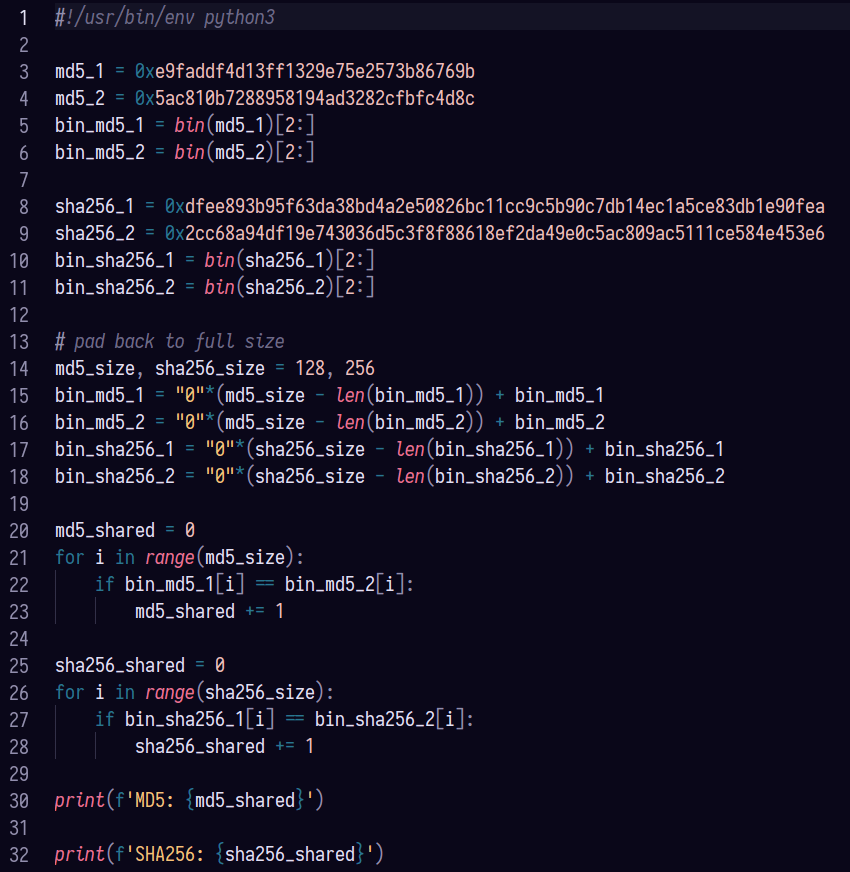 1 #!/usr/bin/env python3
2
3 md5_1 = 0xe9faddf4d13ff1329e75e2573b86769b
4 md5_2 = 0x5ac810b7288958194ad3282cfbfc4d8c
5 bin_md5_1 = bin(md5_1)[2:]
6 bin_md5_2 = bin(md5_2)[2:]
7
8 sha256_1 = 0xdfee893b95f63da38bd4a2e50826bc11cc9c5b90c7db14ec1a5ce83db1e90fea
9 sha256_2 = 0x2cc68a94df19e743036d5c3f8f88618ef2da49e0c5ac809ac5111ce584e453e6
10 bin_sha256_1 = bin(sha256_1)[2:]
11 bin_sha256_2 = bin(sha256_2)[2:]
12
13 # pad back to full size
14 md5_size, sha256_size = 128, 256
15 bin_md5_1 = "0"*(md5_size - len(bin_md5_1)) + bin_md5_1
16 bin_md5_2 = "0"*(md5_size - len(bin_md5_2)) + bin_md5_2
17 bin_sha256_1 = "0"*(sha256_size - len(bin_sha256_1)) + bin_sha256_1
18 bin_sha256_2 = "0"*(sha256_size - len(bin_sha256_2)) + bin_sha256_2
19
20 md5_shared = 0
21 for i in range(md5_size):
22     if bin_md5_1[i] == bin_md5_2[i]:
23         md5_shared += 1
24
25 sha256_shared = 0
26 for i in range(sha256_size):
27     if bin_sha256_1[i] == bin_sha256_2[i]:
28         sha256_shared += 1
29
30 print(f'MD5: {md5_shared}')
31
32 print(f'SHA256: {sha256_shared}')